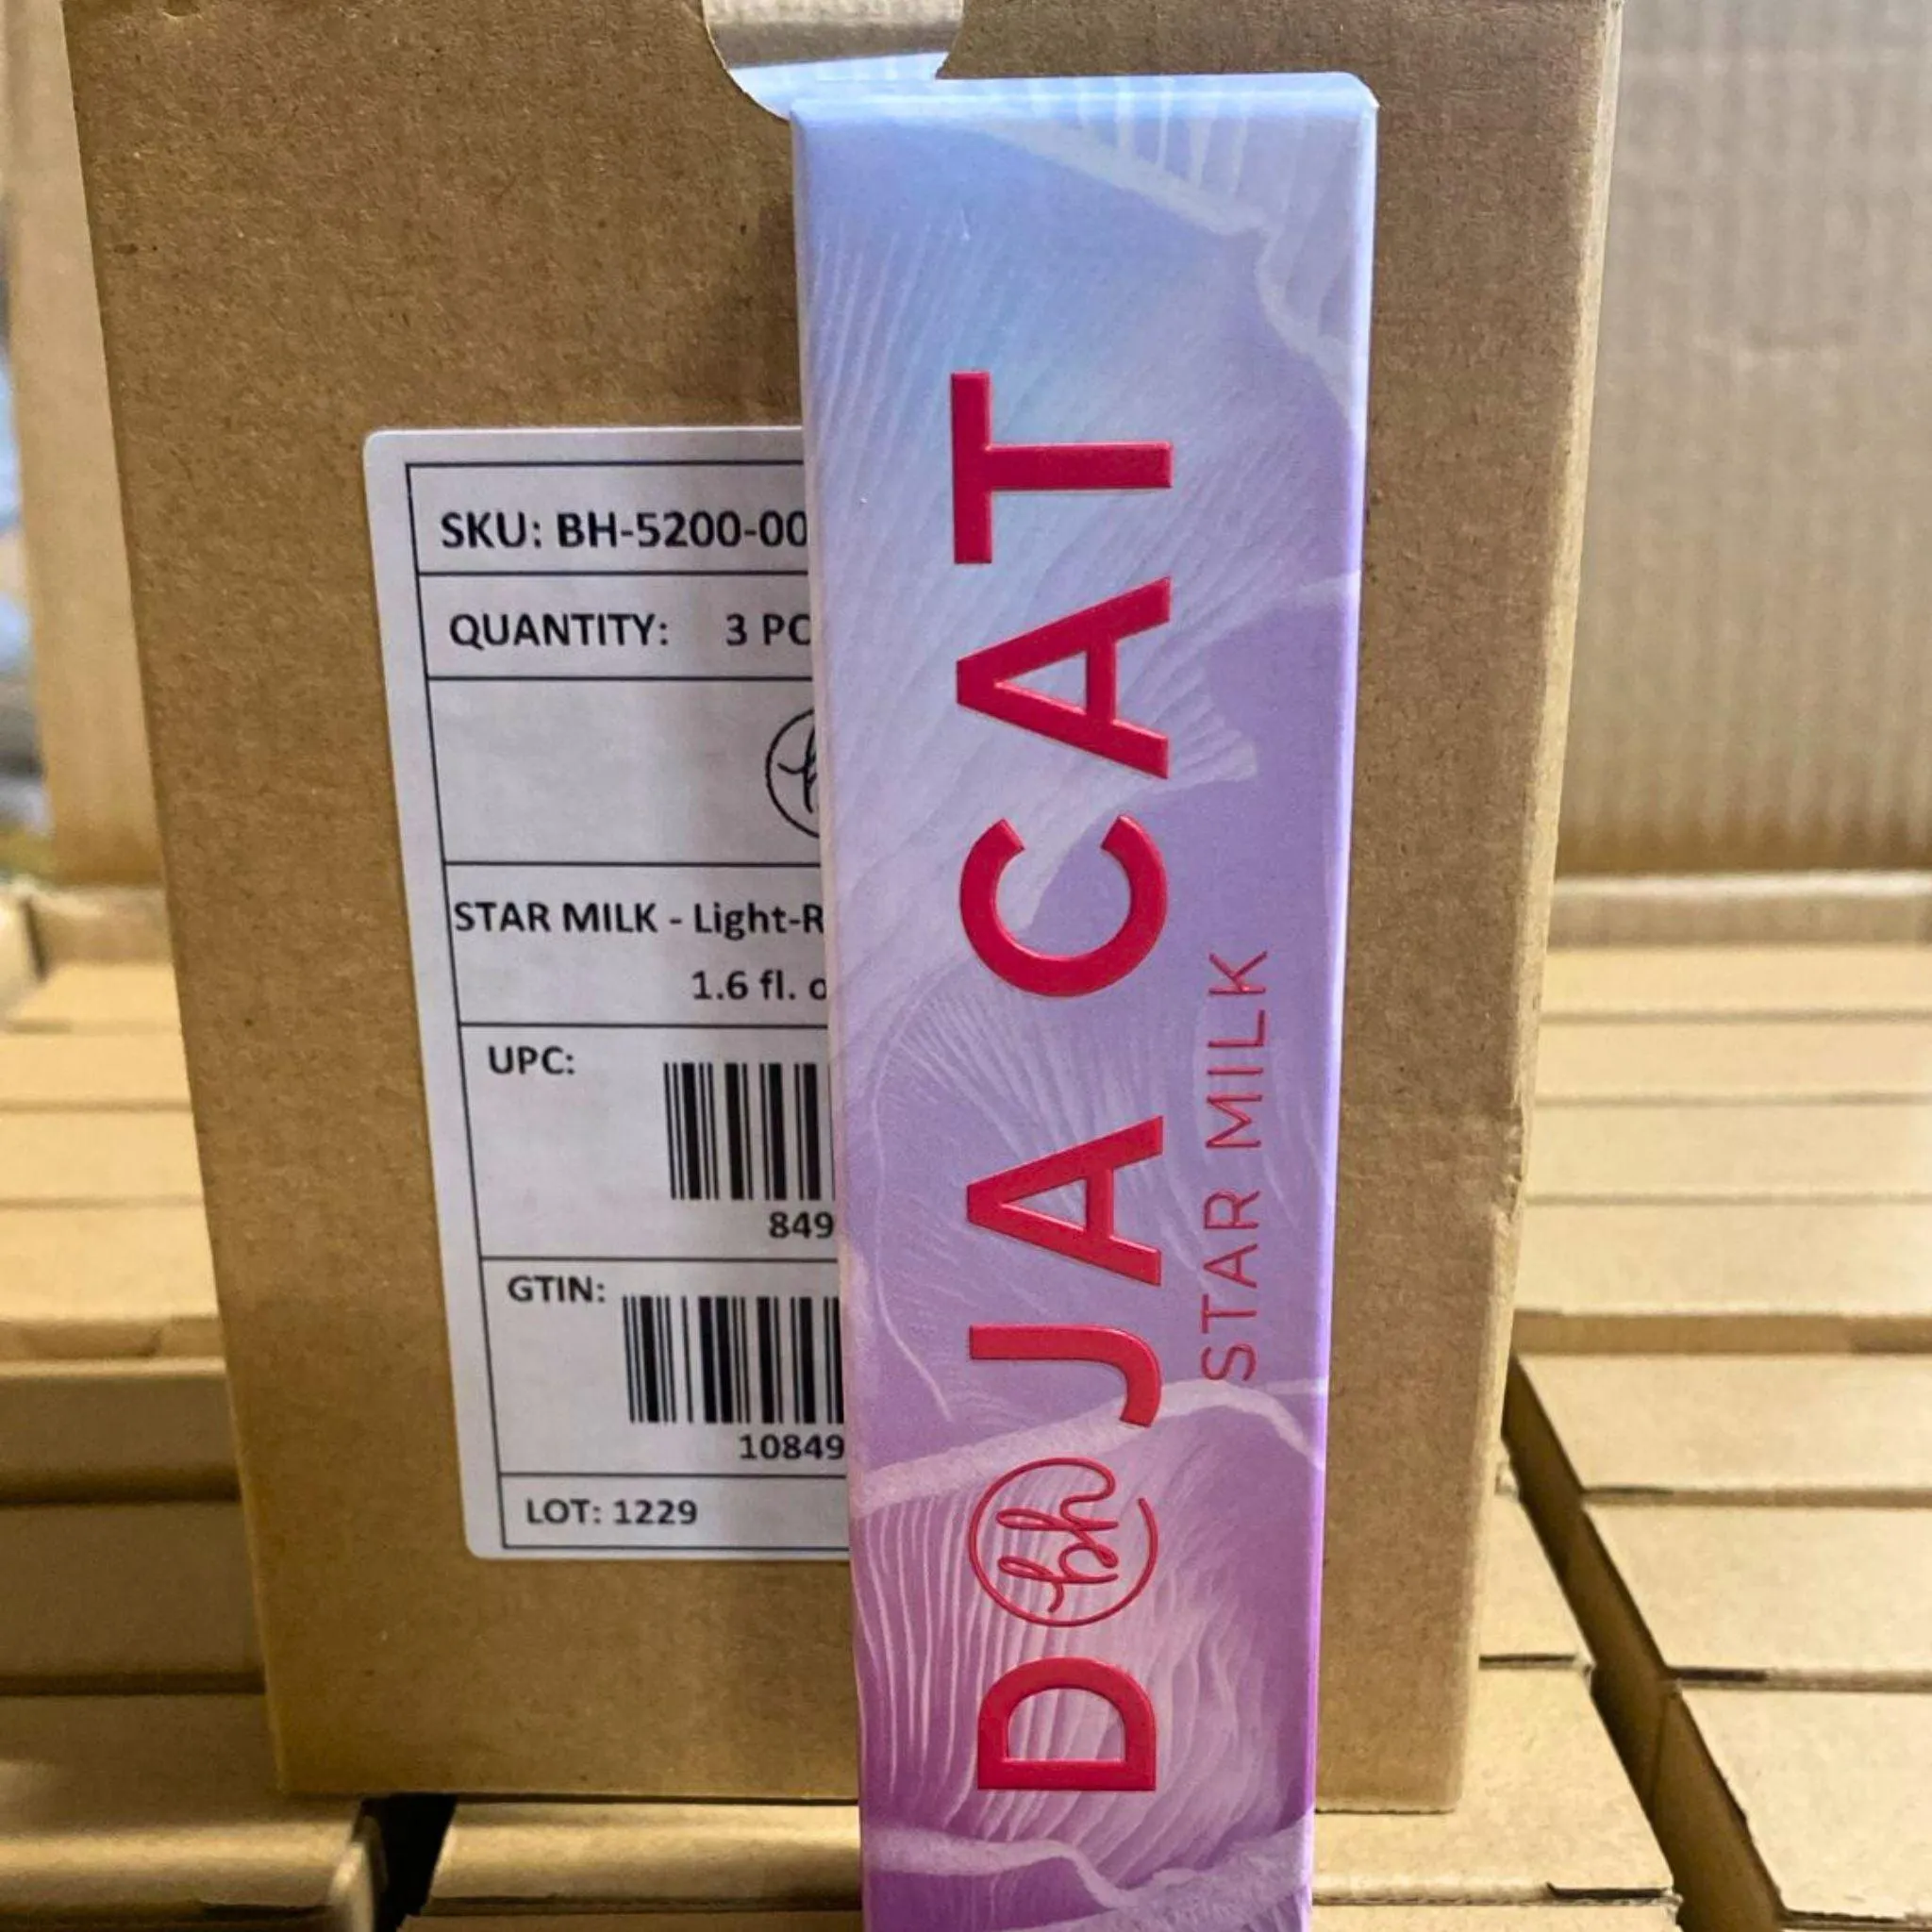 SKU: BH-5200-00
QUANTITY: 3 PC
STAR MILK - Light-R
1.6 fl. o
UPC:
849
GTIN:
10849
LOT: 1229
DOJA CAT
STAR MILK